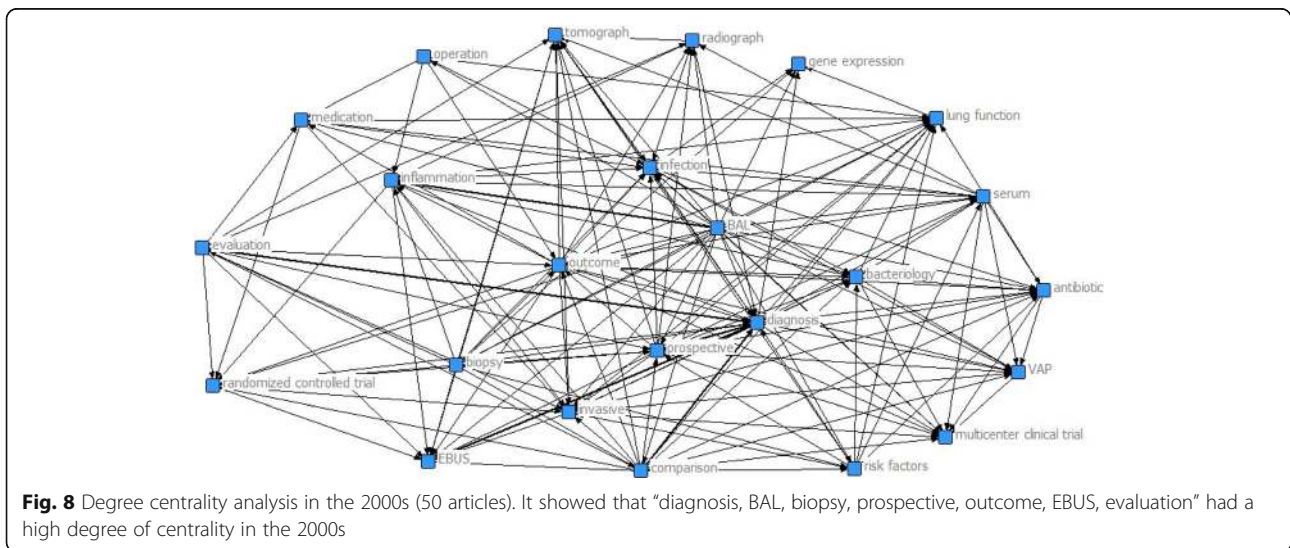 tomograph
radiograph
operation
gene expression
medication
lung function
infection
inflammation
serum
BAL
evaluation
outcome
bacteriology
antibiotic
diagnosis
prospective
biopsy
VAP
randomized controlled trial
invasive
multicenter clinical trial
EBUS
comparison
risk factors
Fig. 8 Degree centrality analysis in the 2000s (50 articles). It showed that “diagnosis, BAL, biopsy, prospective, outcome, EBUS, evaluation” had a
high degree of centrality in the 2000s